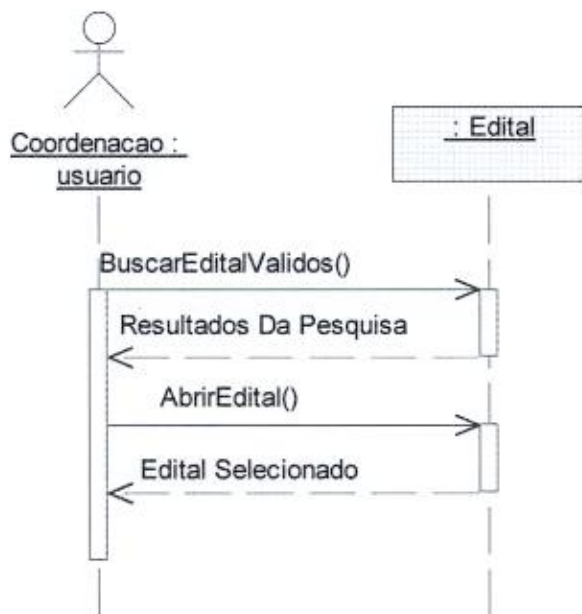 Coordenacao :
usuario
: Edital
BuscarEditalValidos()
Resultados Da Pesquisa
AbrirEdital()
Edital Selecionado